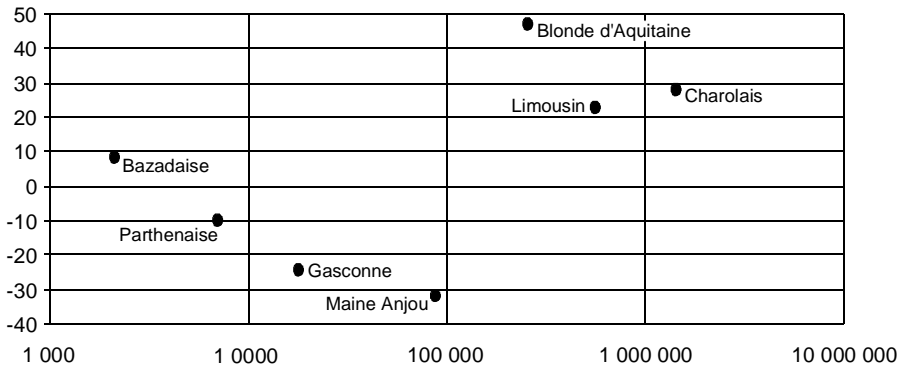 50
Blonde d'Aquitaine
40
30
Charolais
Limousin
20
10
Bazadaise
0
-10
Parthenaise
-20
Gasconne
-30
Maine Anjou
-40
1 000 1 0000 100 000 1 000 000 10 000 000